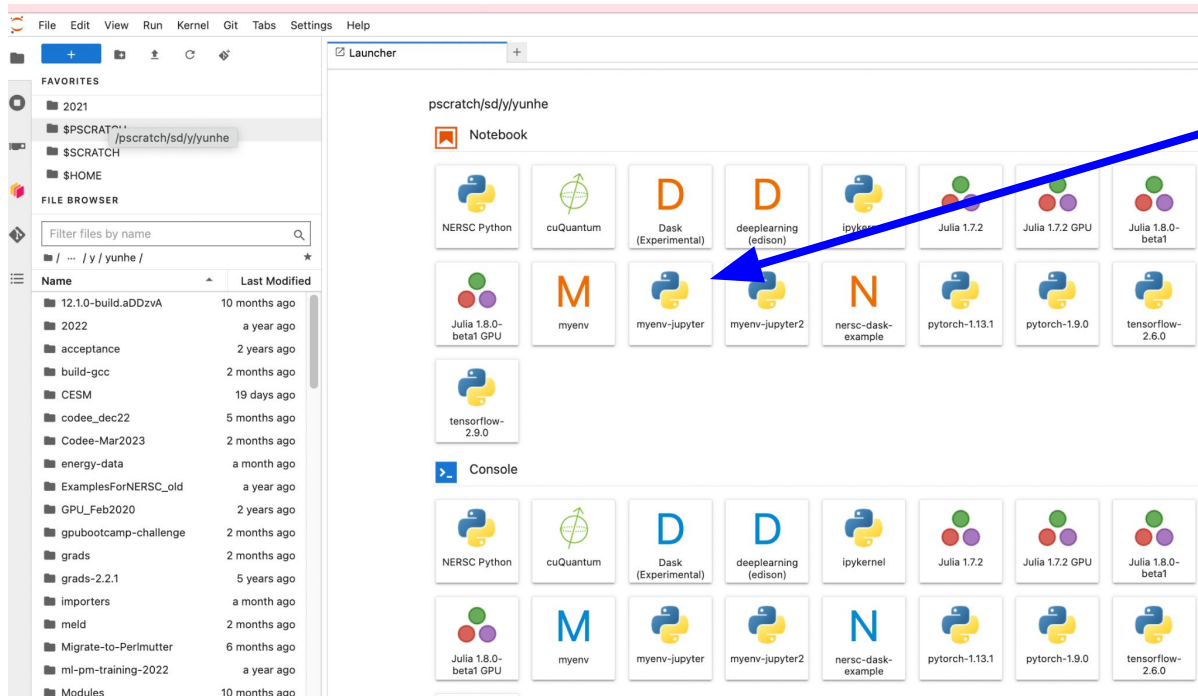 File Edit View Run Kernel Git Tabs Settings Help
FAVORITES
2021
$PSCRATCH
/pscratch/sd/y/yunhe
$SCRATCH
$HOME
FILE BROWSER
Filter files by name
/ ··· / y / yunhe /
Name Last Modified
12.1.0-build.aDDzvA 10 months ago
2022 a year ago
acceptance 2 years ago
build-gcc 2 months ago
CESM 19 days ago
codee_dec22 5 months ago
Codee-Mar2023 2 months ago
energy-data a month ago
ExamplesForNERSC_old a year ago
GPU_Feb2020 2 years ago
gpubootcamp-challenge 2 months ago
grads 2 months ago
grads-2.2.1 5 years ago
importers a month ago
meld 2 months ago
Migrate-to-Perlmutter 6 months ago
ml-pm-training-2022 a year ago
Modules 10 months ago
Launcher +
pscratch/sd/y/yunhe
Notebook
D D
NERSC Python cuQuantum Dask (Experimental) deeplearning (edison) ipykernel Julia 1.7.2 Julia 1.7.2 GPU Julia 1.8.0-beta1
M N
Julia 1.8.0-beta1 GPU myenv myenv-jupyter myenv-jupyter2 nersc-dask-example pytorch-1.13.1 pytorch-1.9.0 tensorflow-2.6.0
tensorflow-2.9.0
Console
D D
NERSC Python cuQuantum Dask (Experimental) deeplearning (edison) ipykernel Julia 1.7.2 Julia 1.7.2 GPU Julia 1.8.0-beta1
M N
Julia 1.8.0-beta1 GPU myenv myenv-jupyter myenv-jupyter2 nersc-dask-example pytorch-1.13.1 pytorch-1.9.0 tensorflow-2.6.0